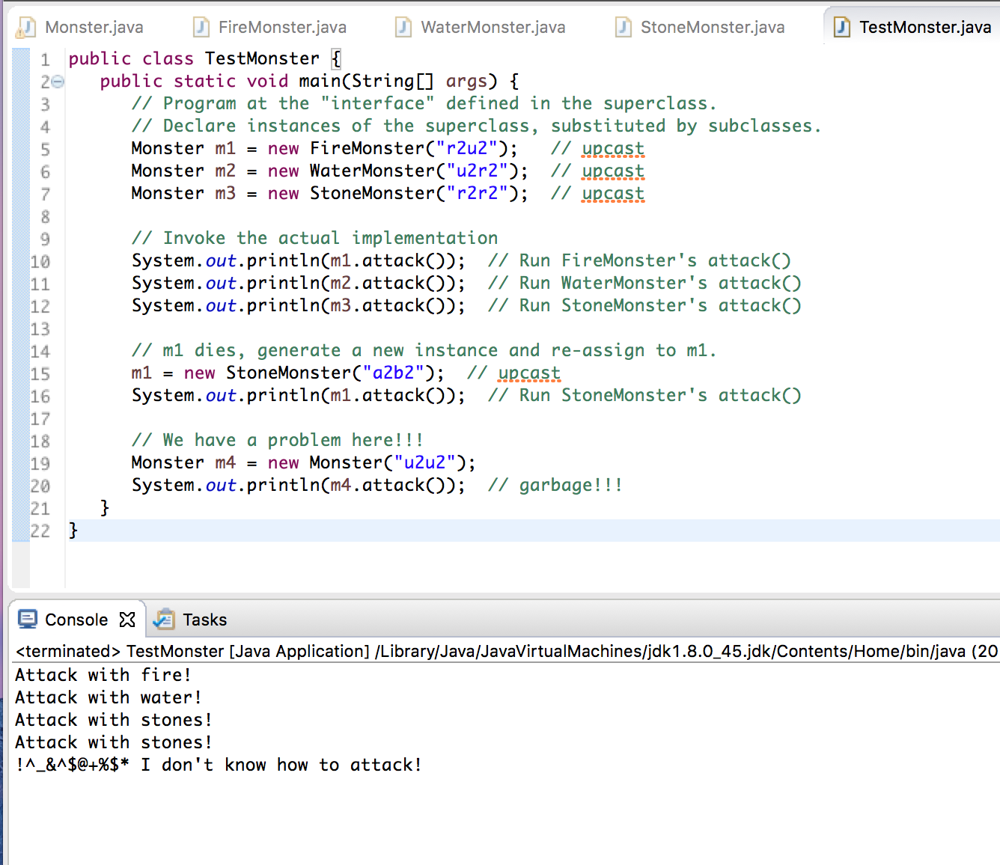 Monster.java FireMonster.java WaterMonster.java StoneMonster.java TestMonster.java
1 public class TestMonster {
2 public static void main(String[] args) {
3 // Program at the "interface" defined in the superclass.
4 // Declare instances of the superclass, substituted by subclasses.
5 Monster m1 = new FireMonster("r2u2"); // upcast
6 Monster m2 = new WaterMonster("u2r2"); // upcast
7 Monster m3 = new StoneMonster("r2r2"); // upcast
8
9 // Invoke the actual implementation
10 System.out.println(m1.attack()); // Run FireMonster's attack()
11 System.out.println(m2.attack()); // Run WaterMonster's attack()
12 System.out.println(m3.attack()); // Run StoneMonster's attack()
13
14 // m1 dies, generate a new instance and re-assign to m1.
15 m1 = new StoneMonster("a2b2"); // upcast
16 System.out.println(m1.attack()); // Run StoneMonster's attack()
17
18 // We have a problem here!!!
19 Monster m4 = new Monster("u2u2");
20 System.out.println(m4.attack()); // garbage!!!
21 }
22 }
Console Tasks
<terminated> TestMonster [Java Application] /Library/Java/JavaVirtualMachines/jdk1.8.0_45.jdk/Contents/Home/bin/java (20
Attack with fire!
Attack with water!
Attack with stones!
Attack with stones!
!^_&^$@+%$* I don't know how to attack!